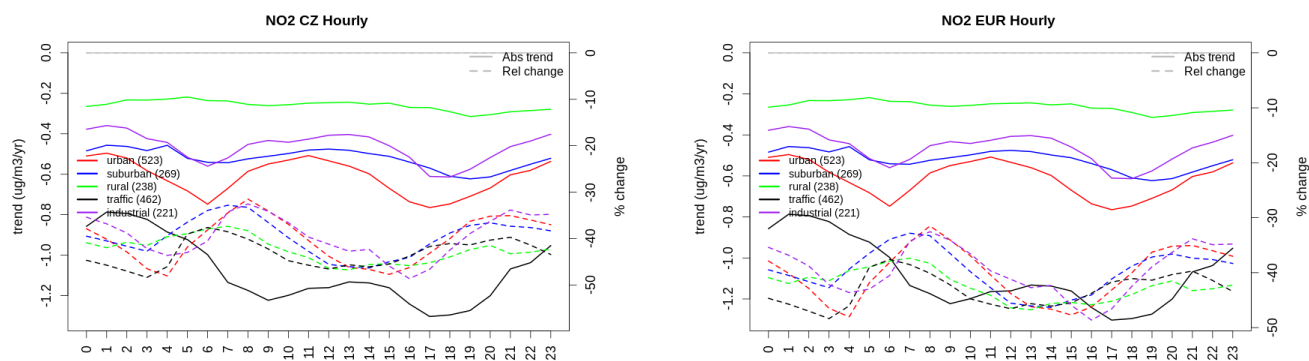 NO2 CZ Hourly
trend (ug/m3/yr)
0.0
-0.2
-0.4
-0.6
-0.8
-1.0
-1.2
Abs trend
Rel change
urban (523)
suburban (269)
rural (238)
traffic (462)
industrial (221)
0
-10
-20
-30
-40
-50
% change
0 1 2 3 4 5 6 7 8 9 10 11 12 13 14 15 16 17 18 19 20 21 22 23
NO2 EUR Hourly
trend (ug/m3/yr)
0.0
-0.2
-0.4
-0.6
-0.8
-1.0
-1.2
Abs trend
Rel change
urban (523)
suburban (269)
rural (238)
traffic (462)
industrial (221)
0
-10
-20
-30
-40
-50
% change
0 1 2 3 4 5 6 7 8 9 10 11 12 13 14 15 16 17 18 19 20 21 22 23